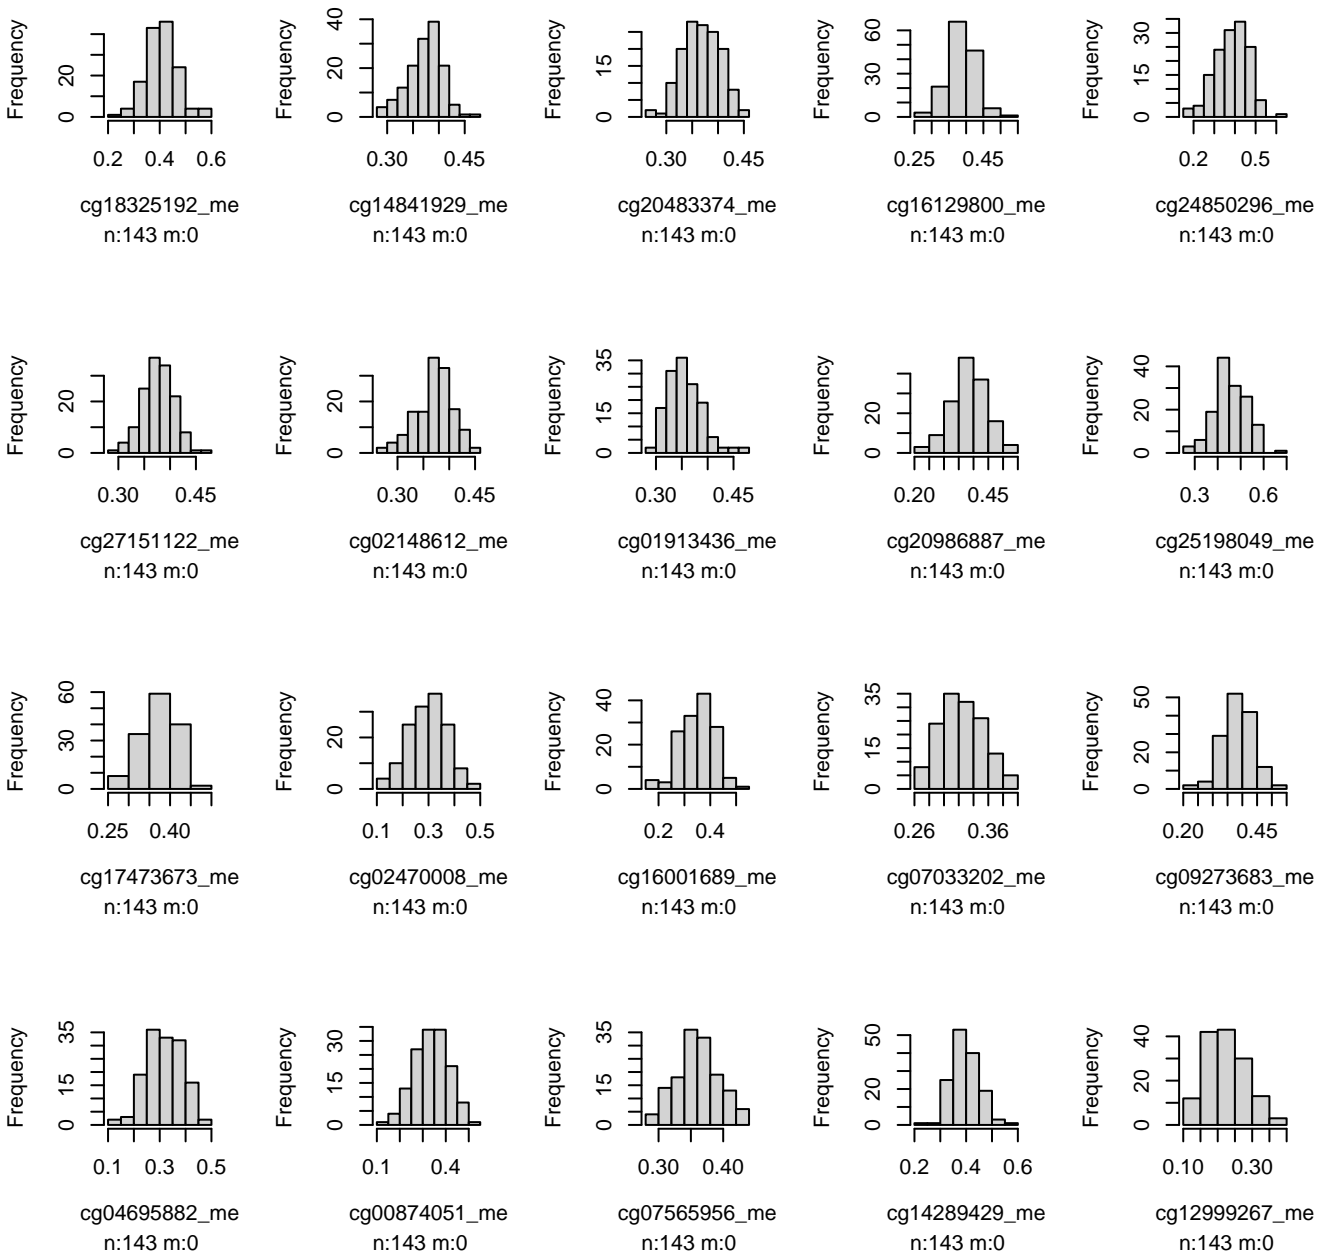 Frequency
0 20
0.2 0.4 0.6
cg18325192_me
n:143 m:0
Frequency
0 20 40
0.30 0.45
cg14841929_me
n:143 m:0
Frequency
0 15
0.30 0.45
cg20483374_me
n:143 m:0
Frequency
0 30 60
0.25 0.45
cg16129800_me
n:143 m:0
Frequency
0 15 30
0.2 0.5
cg24850296_me
n:143 m:0
Frequency
0 20
0.30 0.45
cg27151122_me
n:143 m:0
Frequency
0 20
0.30 0.45
cg02148612_me
n:143 m:0
Frequency
0 15 35
0.30 0.45
cg01913436_me
n:143 m:0
Frequency
0 20
0.20 0.45
cg20986887_me
n:143 m:0
Frequency
0 20 40
0.3 0.6
cg25198049_me
n:143 m:0
Frequency
0 30 60
0.25 0.40
cg17473673_me
n:143 m:0
Frequency
0 20
0.1 0.3 0.5
cg02470008_me
n:143 m:0
Frequency
0 20 40
0.2 0.4
cg16001689_me
n:143 m:0
Frequency
0 15 35
0.26 0.36
cg07033202_me
n:143 m:0
Frequency
0 20 50
0.20 0.45
cg09273683_me
n:143 m:0
Frequency
0 15 35
0.1 0.3 0.5
cg04695882_me
n:143 m:0
Frequency
0 15 30
0.1 0.4
cg00874051_me
n:143 m:0
Frequency
0 15 35
0.30 0.40
cg07565956_me
n:143 m:0
Frequency
0 20 50
0.2 0.4 0.6
cg14289429_me
n:143 m:0
Frequency
0 20 40
0.10 0.30
cg12999267_me
n:143 m:0